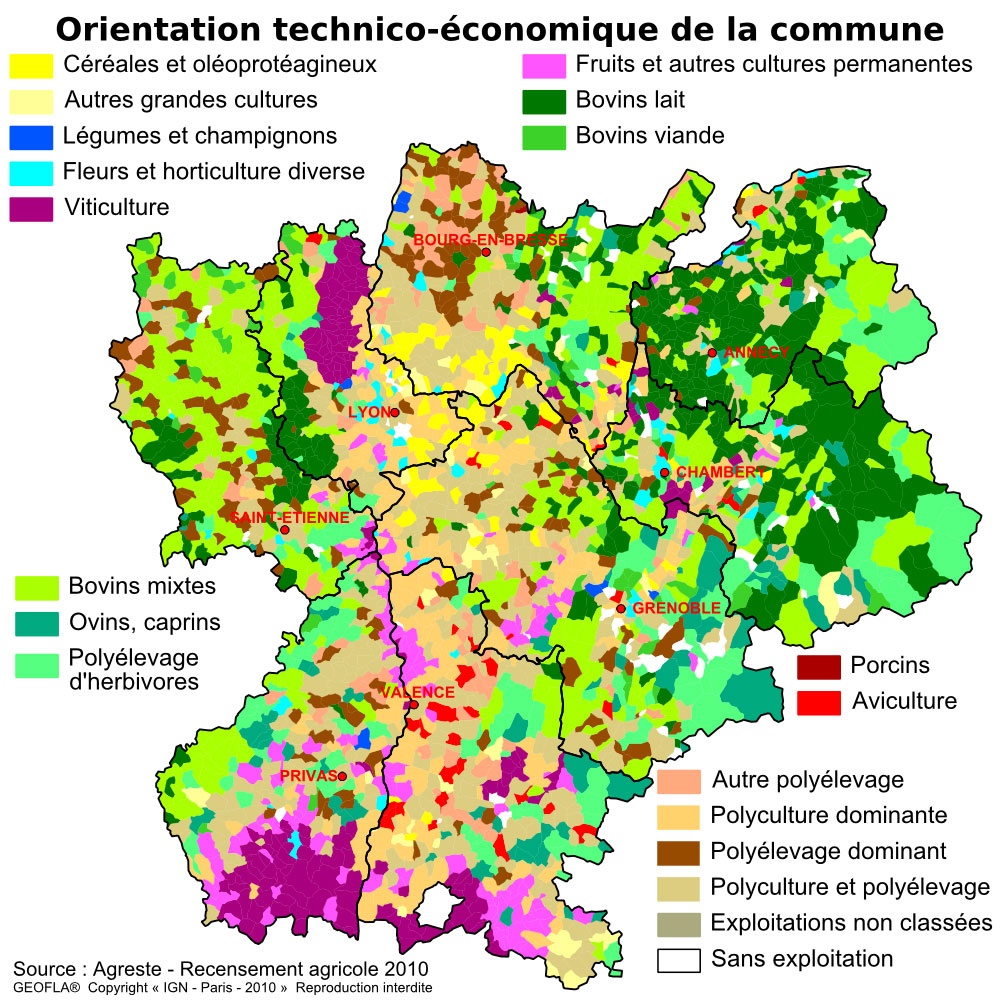 Orientation technico-économique de la commune
Céréales et oléoprotéagineux
Autres grandes cultures
Légumes et champignons
Fleurs et horticulture diverse
Viticulture
Fruits et autres cultures permanentes
Bovins lait
Bovins viande
BOURG-EN-BRESSE
ANNECY
LYON
CHAMBERY
SAINT-ETIENNE
GRENOBLE
VALENCE
PRIVAS
Bovins mixtes
Ovins, caprins
Polyélevage
d'herbivores
Porcins
Aviculture
Autre polyélevage
Polyculture dominante
Polyélevage dominant
Polyculture et polyélevage
Exploitations non classées
Sans exploitation
Source : Agreste - Recensement agricole 2010
GEOFLA® Copyright « IGN - Paris - 2010 » Reproduction interdite